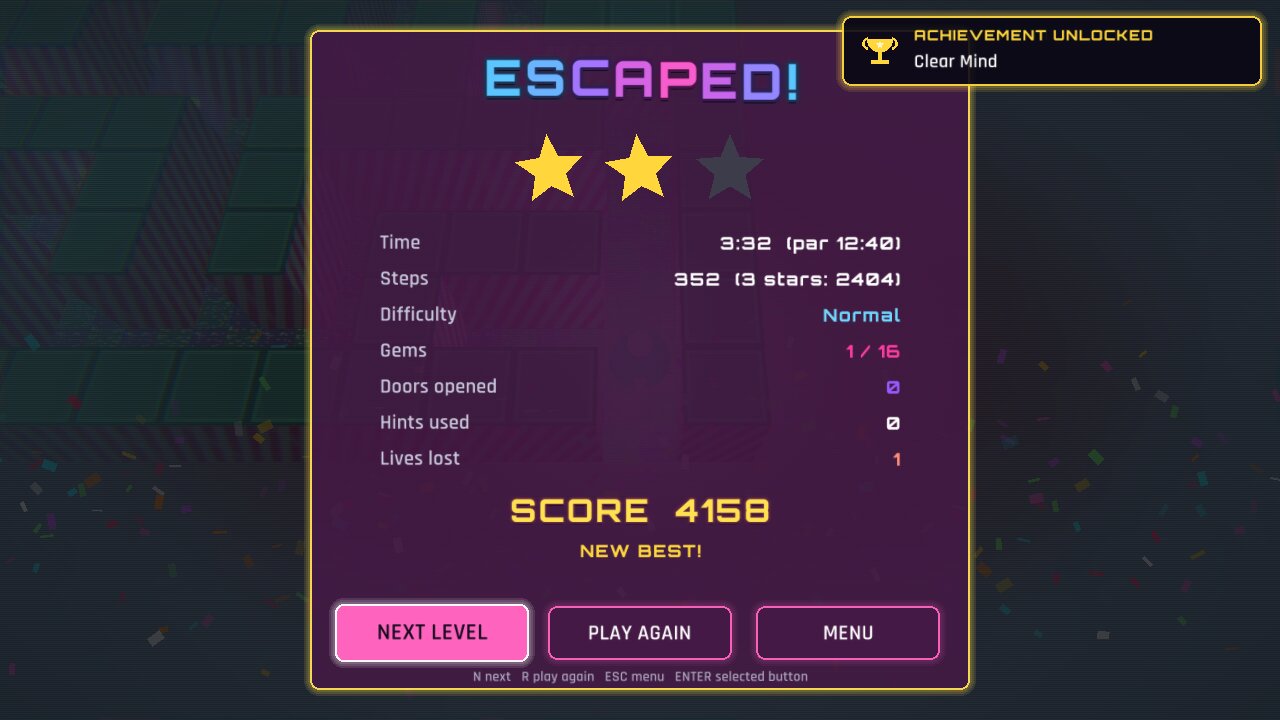 ACHIEVEMENT UNLOCKED
Clear Mind
ESCAPED!
Time 3:32 (par 12:40)
Steps 352 (3 stars: 2404)
Difficulty Normal
Gems 1 / 16
Doors opened 0
Hints used 0
Lives lost 1
SCORE 4158
NEW BEST!
NEXT LEVEL PLAY AGAIN MENU
N next R play again ESC menu ENTER selected button